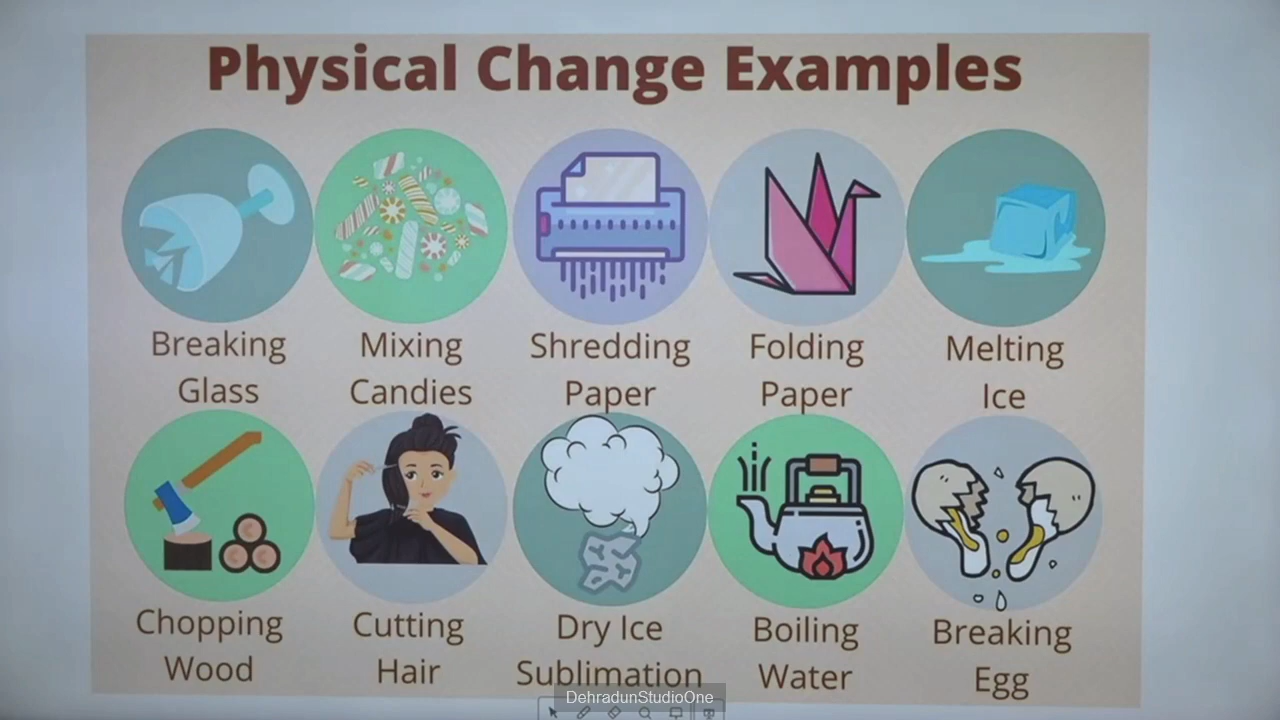 Physical Change Examples
Breaking
Glass
Mixing
Candies
Shredding
Paper
Folding
Paper
Melting
Ice
Chopping
Wood
Cutting
Hair
Dry Ice
Sublimation
Boiling
Water
Breaking
Egg
DehradunStudioOne